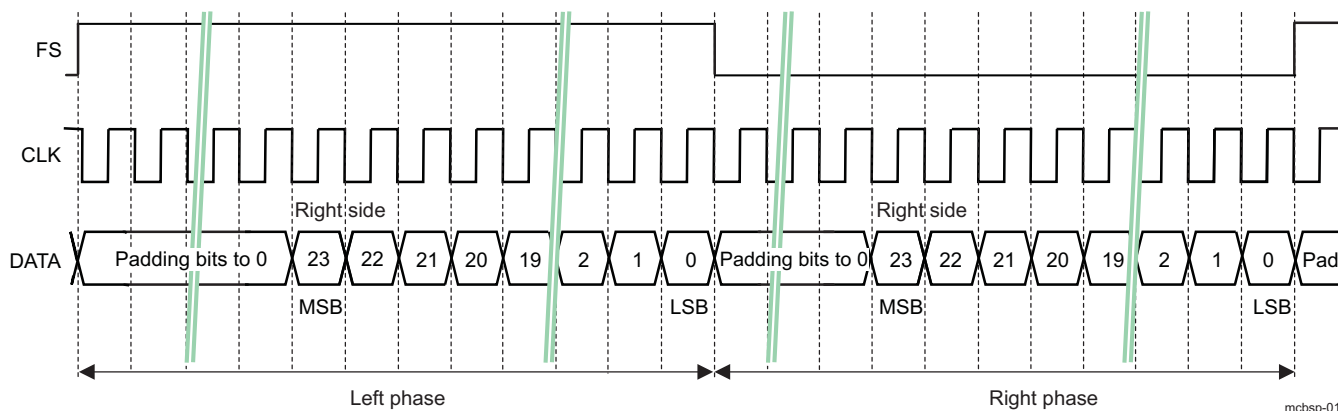 FS
CLK
Right side Right side
DATA Padding bits to 0 23 22 21 20 19 2 1 0 Padding bits to 0 23 22 21 20 19 2 1 0 Pad
MSB LSB MSB LSB
Left phase Right phase
mcbsp-01